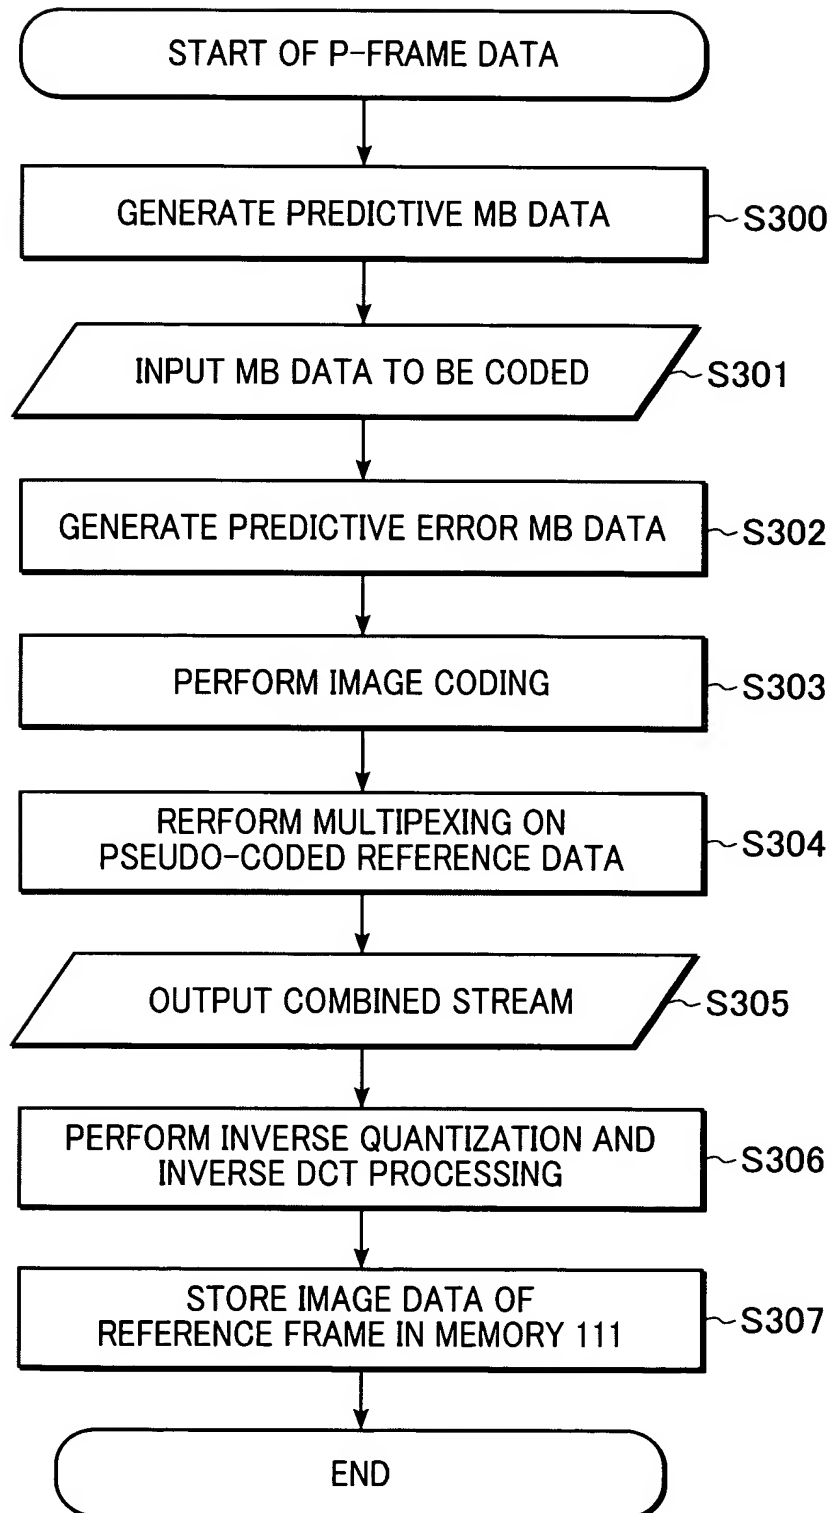 START OF P-FRAME DATA
GENERATE PREDICTIVE MB DATA
S300
INPUT MB DATA TO BE CODED
S301
GENERATE PREDICTIVE ERROR MB DATA
S302
PERFORM IMAGE CODING
S303
RERFORM MULTIPEXING ON
PSEUDO-CODED REFERENCE DATA
S304
OUTPUT COMBINED STREAM
S305
PERFORM INVERSE QUANTIZATION AND
INVERSE DCT PROCESSING
S306
STORE IMAGE DATA OF
REFERENCE FRAME IN MEMORY 111
S307
END